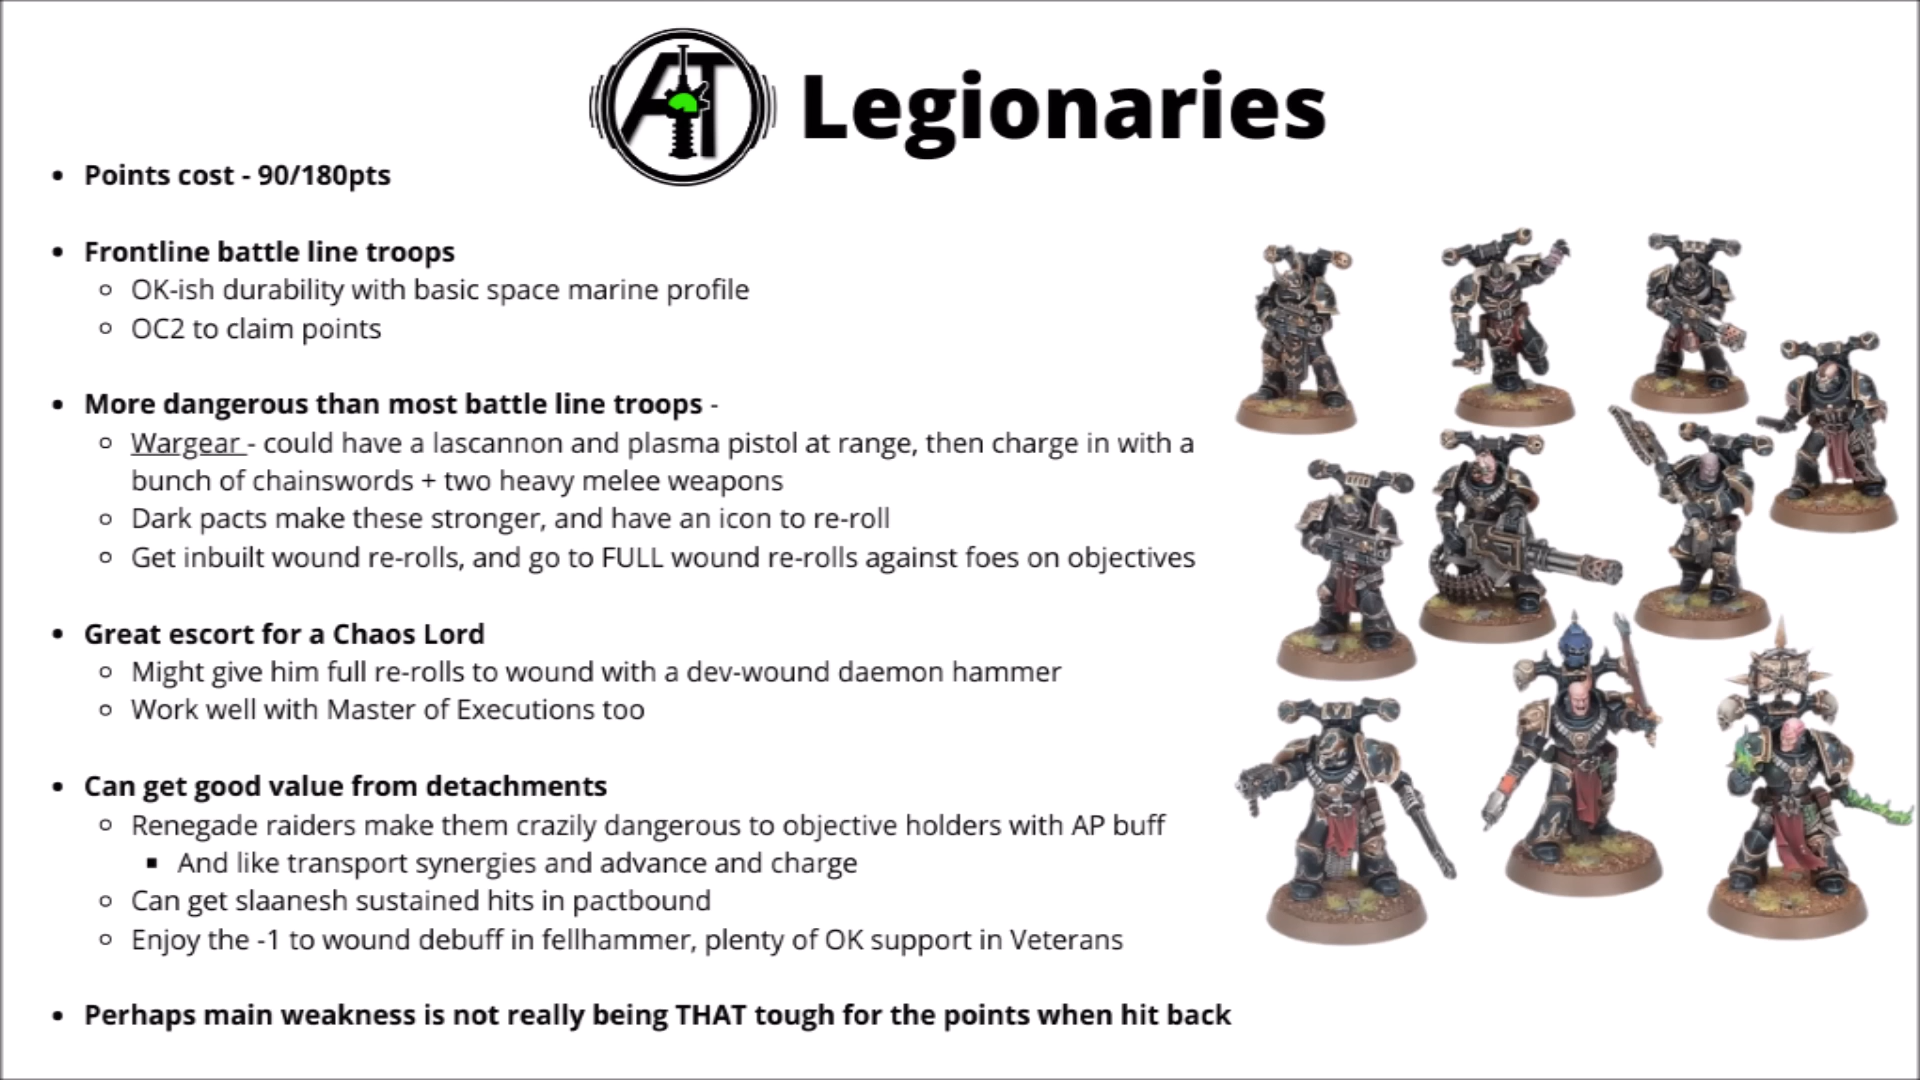 AT Legionaries
• Points cost - 90/180pts
• Frontline battle line troops
◦ OK-ish durability with basic space marine profile
◦ OC2 to claim points
• More dangerous than most battle line troops -
◦ Wargear - could have a lascannon and plasma pistol at range, then charge in with a
bunch of chainswords + two heavy melee weapons
◦ Dark pacts make these stronger, and have an icon to re-roll
◦ Get inbuilt wound re-rolls, and go to FULL wound re-rolls against foes on objectives
• Great escort for a Chaos Lord
◦ Might give him full re-rolls to wound with a dev-wound daemon hammer
◦ Work well with Master of Executions too
• Can get good value from detachments
◦ Renegade raiders make them crazily dangerous to objective holders with AP buff
▪ And like transport synergies and advance and charge
◦ Can get slaanesh sustained hits in pactbound
◦ Enjoy the -1 to wound debuff in fellhammer, plenty of OK support in Veterans
• Perhaps main weakness is not really being THAT tough for the points when hit back